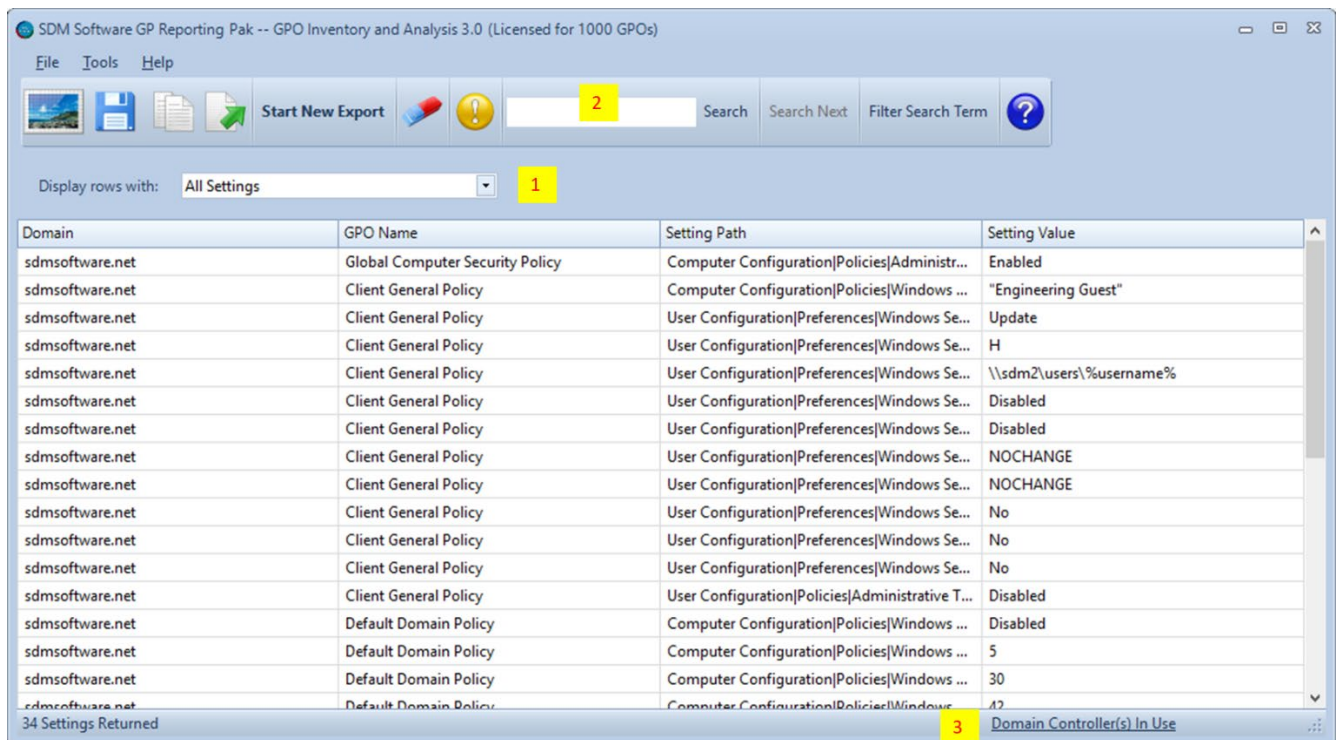 SDM Software GP Reporting Pak -- GPO Inventory and Analysis 3.0 (Licensed for 1000 GPOs)
File Tools Help
Start New Export 2 Search Search Next Filter Search Term ?
Display rows with: All Settings 1
Domain GPO Name Setting Path Setting Value
sdmsoftware.net Global Computer Security Policy Computer Configuration|Policies|Administr... Enabled
sdmsoftware.net Client General Policy Computer Configuration|Policies|Windows ... "Engineering Guest"
sdmsoftware.net Client General Policy User Configuration|Preferences|Windows Se... Update
sdmsoftware.net Client General Policy User Configuration|Preferences|Windows Se... H
sdmsoftware.net Client General Policy User Configuration|Preferences|Windows Se... \\sdm2\users\%username%
sdmsoftware.net Client General Policy User Configuration|Preferences|Windows Se... Disabled
sdmsoftware.net Client General Policy User Configuration|Preferences|Windows Se... Disabled
sdmsoftware.net Client General Policy User Configuration|Preferences|Windows Se... NOCHANGE
sdmsoftware.net Client General Policy User Configuration|Preferences|Windows Se... NOCHANGE
sdmsoftware.net Client General Policy User Configuration|Preferences|Windows Se... No
sdmsoftware.net Client General Policy User Configuration|Preferences|Windows Se... No
sdmsoftware.net Client General Policy User Configuration|Preferences|Windows Se... No
sdmsoftware.net Client General Policy User Configuration|Policies|Administrative T... Disabled
sdmsoftware.net Default Domain Policy Computer Configuration|Policies|Windows ... Disabled
sdmsoftware.net Default Domain Policy Computer Configuration|Policies|Windows ... 5
sdmsoftware.net Default Domain Policy Computer Configuration|Policies|Windows ... 30
sdmsoftware.net Default Domain Policy Computer Configuration|Policies|Windows ... 42
34 Settings Returned 3 Domain Controller(s) In Use